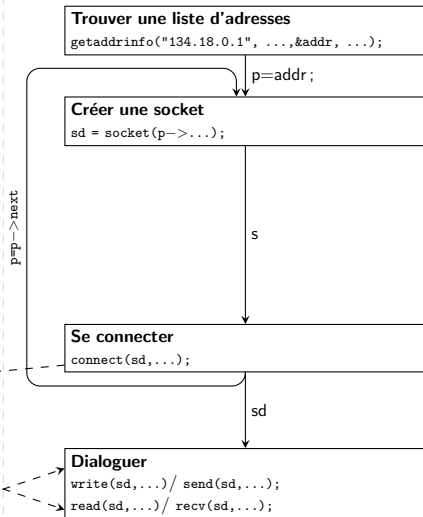 Trouver une liste d'adresses
getaddrinfo("134.18.0.1", ...,&addr, ...);
p=addr ;
Créer une socket
sd = socket(p->...);
p=p->next
s
Se connecter
connect(sd,...);
sd
Dialoguer
write(sd,...)/ send(sd,...);
read(sd,...)/ recv(sd,...);